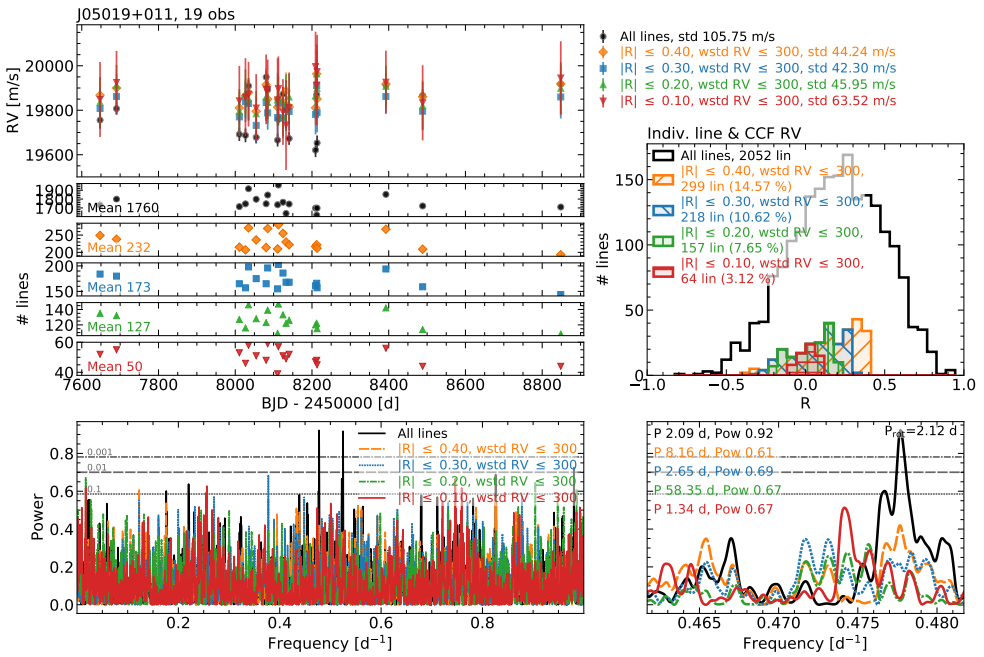 J05019+011, 19 obs
20000
19800
19600
RV [m/s]
All lines, std 105.75 m/s
|R| ≤ 0.40, wstd RV ≤ 300, std 44.24 m/s
|R| ≤ 0.30, wstd RV ≤ 300, std 42.30 m/s
|R| ≤ 0.20, wstd RV ≤ 300, std 45.95 m/s
|R| ≤ 0.10, wstd RV ≤ 300, std 63.52 m/s
1900
1800
1700
Mean 1760
250
200
Mean 232
200
150
Mean 173
140
120
Mean 127
60
40
Mean 50
# lines
7600 7800 8000 8200 8400 8600 8800
BJD - 2450000 [d]
Indiv. line & CCF RV
All lines, 2052 lin
|R| ≤ 0.40, wstd RV ≤ 300,
299 lin (14.57 %)
|R| ≤ 0.30, wstd RV ≤ 300,
218 lin (10.62 %)
|R| ≤ 0.20, wstd RV ≤ 300,
157 lin (7.65 %)
|R| ≤ 0.10, wstd RV ≤ 300,
64 lin (3.12 %)
150
100
50
0
# lines
−1.0 −0.5 0.0 0.5 1.0
R
0.8
0.6
0.4
0.2
0.0
Power
0.001
0.01
0.1
All lines
|R| ≤ 0.40, wstd RV ≤ 300
|R| ≤ 0.30, wstd RV ≤ 300
|R| ≤ 0.20, wstd RV ≤ 300
|R| ≤ 0.10, wstd RV ≤ 300
0.2 0.4 0.6 0.8
Frequency [d⁻¹]
P_rot=2.12 d
P 2.09 d, Pow 0.92
P 8.16 d, Pow 0.61
P 2.65 d, Pow 0.69
P 58.35 d, Pow 0.67
P 1.34 d, Pow 0.67
0.465 0.470 0.475 0.480
Frequency [d⁻¹]